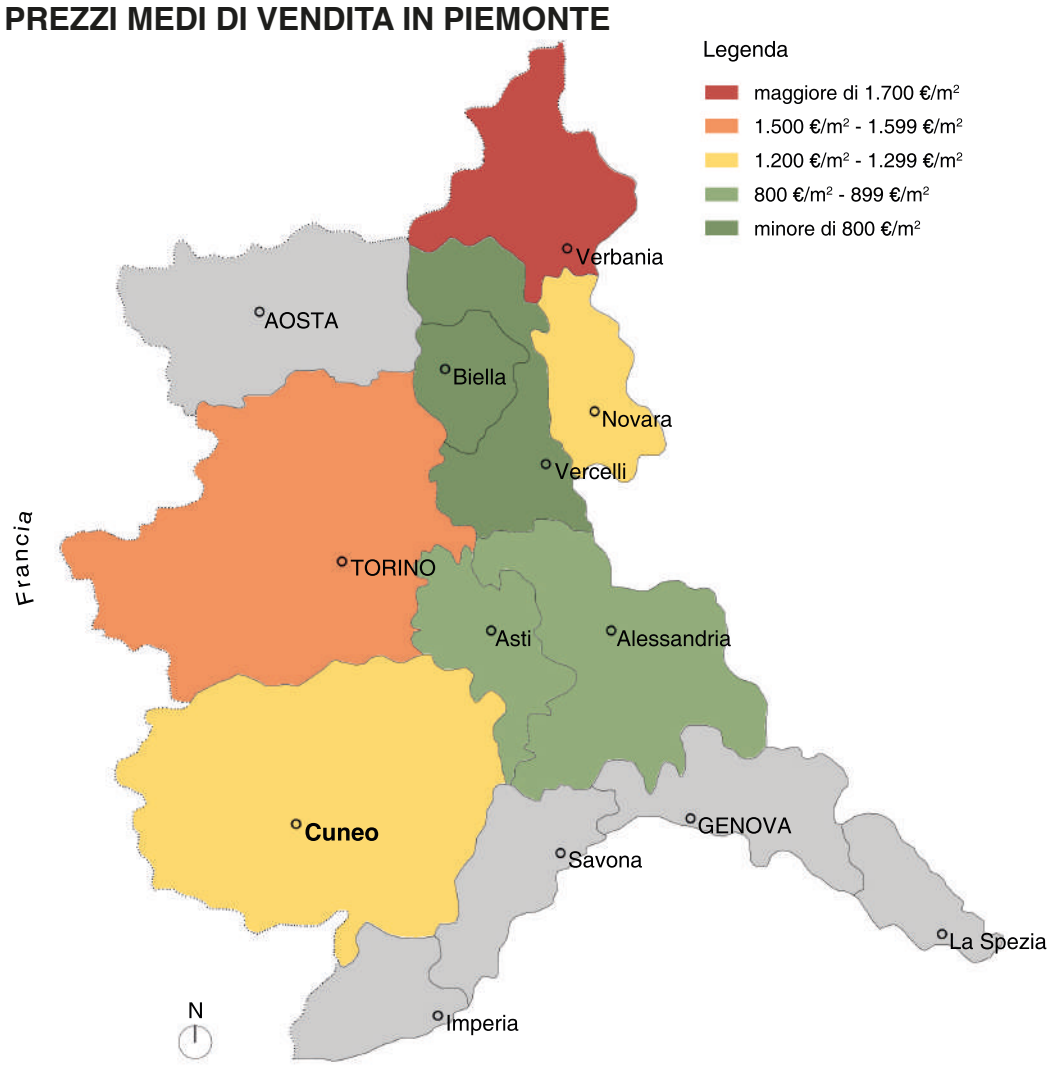 PREZZI MEDI DI VENDITA IN PIEMONTE
Legenda
maggiore di 1.700 €/m²
1.500 €/m² - 1.599 €/m²
1.200 €/m² - 1.299 €/m²
800 €/m² - 899 €/m²
minore di 800 €/m²
Verbania
AOSTA
Biella
Novara
Vercelli
Francia
TORINO
Asti
Alessandria
Cuneo
GENOVA
Savona
La Spezia
N
Imperia